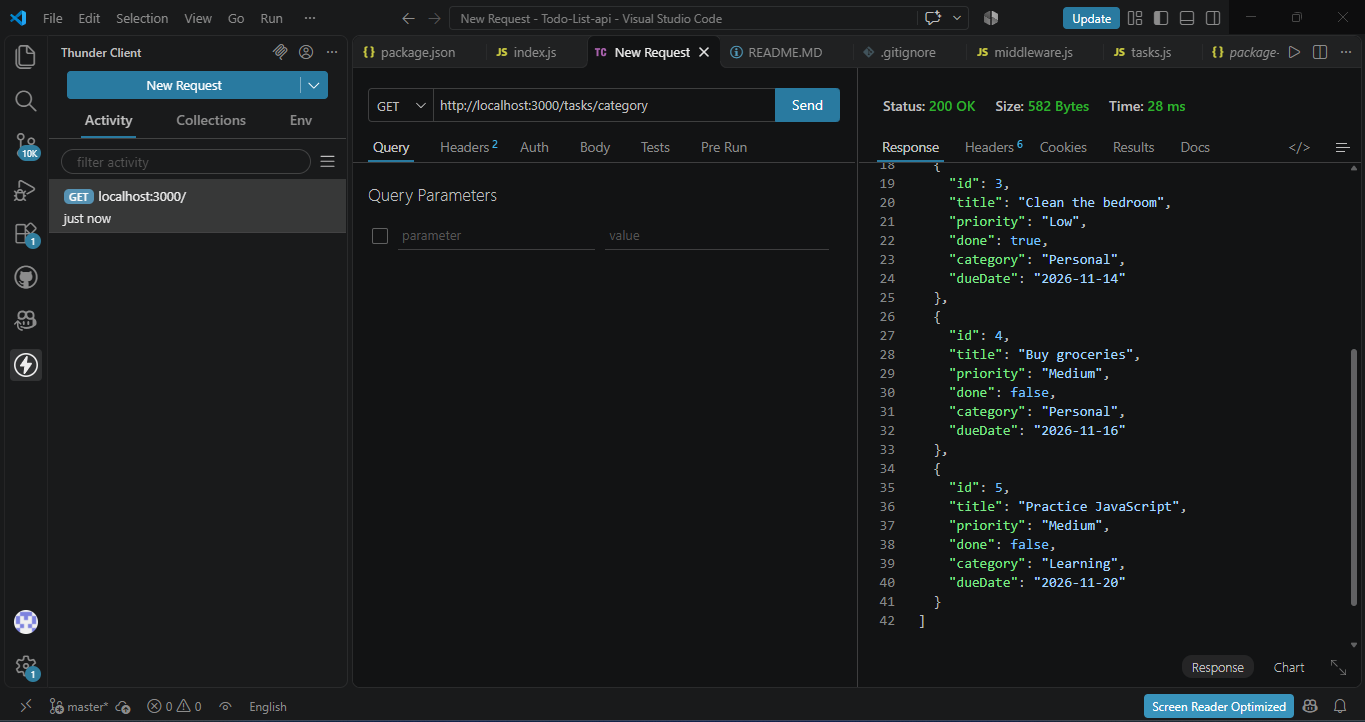 File Edit Selection View Go Run ··· New Request - Todo-List-api - Visual Studio Code Update
Thunder Client
New Request
Activity Collections Env
filter activity
GET localhost:3000/
just now
10K
1
1
{} package.json JS index.js TC New Request README.MD .gitignore JS middleware.js JS tasks.js {} package-
GET http://localhost:3000/tasks/category Send
Query Headers 2 Auth Body Tests Pre Run
Query Parameters
parameter value
Status: 200 OK Size: 582 Bytes Time: 28 ms
Response Headers 6 Cookies Results Docs </>
18 {
19 "id": 3,
20 "title": "Clean the bedroom",
21 "priority": "Low",
22 "done": true,
23 "category": "Personal",
24 "dueDate": "2026-11-14"
25 },
26 {
27 "id": 4,
28 "title": "Buy groceries",
29 "priority": "Medium",
30 "done": false,
31 "category": "Personal",
32 "dueDate": "2026-11-16"
33 },
34 {
35 "id": 5,
36 "title": "Practice JavaScript",
37 "priority": "Medium",
38 "done": false,
39 "category": "Learning",
40 "dueDate": "2026-11-20"
41 }
42 ]
Response Chart
master* 0 0 English Screen Reader Optimized